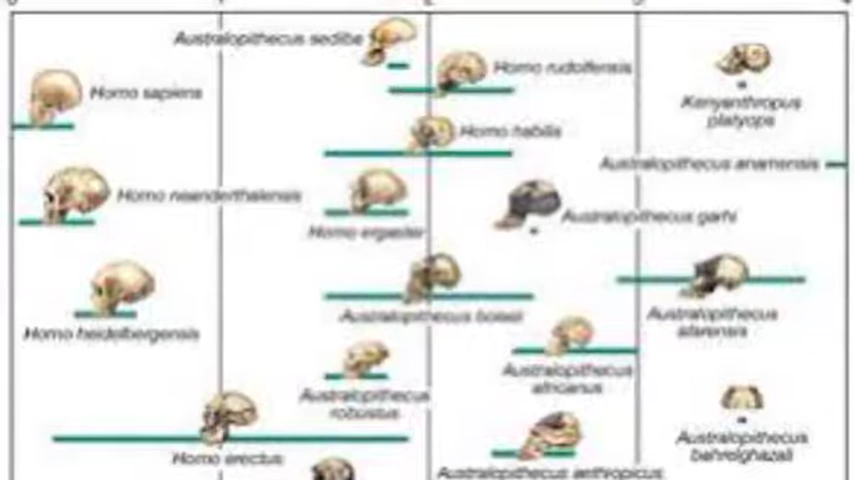 Australopithecus sediba
Homo rudolfensis
Homo sapiens
Kenyanthropus
platyops
Homo habilis
Australopithecus anamensis
Homo neanderthalensis
Australopithecus garhi
Homo ergaster
Australopithecus boisei
Australopithecus
afarensis
Homo heidelbergensis
Australopithecus
africanus
Australopithecus
robustus
Australopithecus
bahrelghazali
Homo erectus
Australopithecus aethiopicus